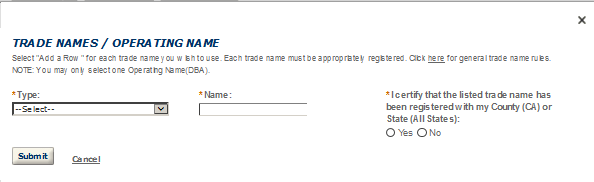 TRADE NAMES / OPERATING NAME
Select "Add a Row " for each trade name you wish to use. Each trade name must be appropriately registered. Click here for general trade name rules.
NOTE: You may only select one Operating Name(DBA).
*Type: *Name: *I certify that the listed trade name has
--Select-- been registered with my County (CA) or
State (All States):
Yes No
Submit Cancel